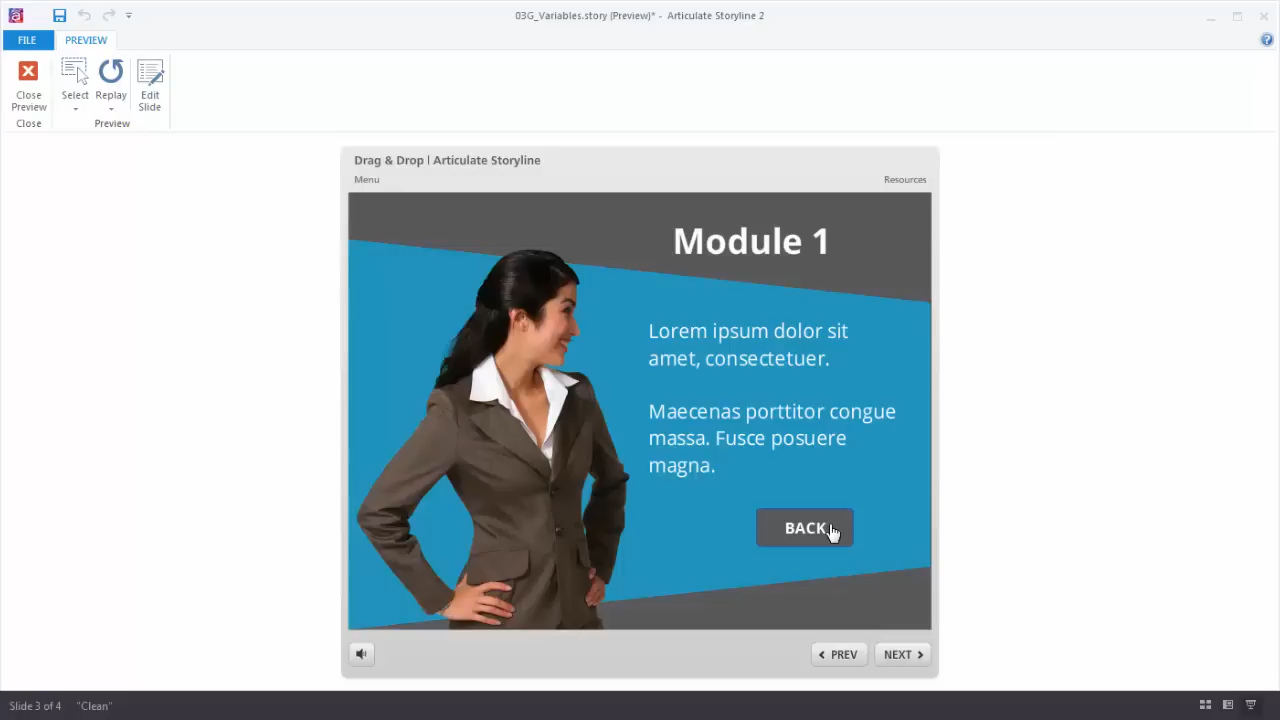 03G_Variables.story (Preview)* - Articulate Storyline 2
FILE
PREVIEW
Close
Preview
Select
Replay
Edit
Slide
Close
Preview
Drag & Drop | Articulate Storyline
Menu
Resources
Module 1
Lorem ipsum dolor sit
amet, consectetuer.
Maecenas porttitor congue
massa. Fusce posuere
magna.
BACK
PREV
NEXT
Slide 3 of 4
"Clean"